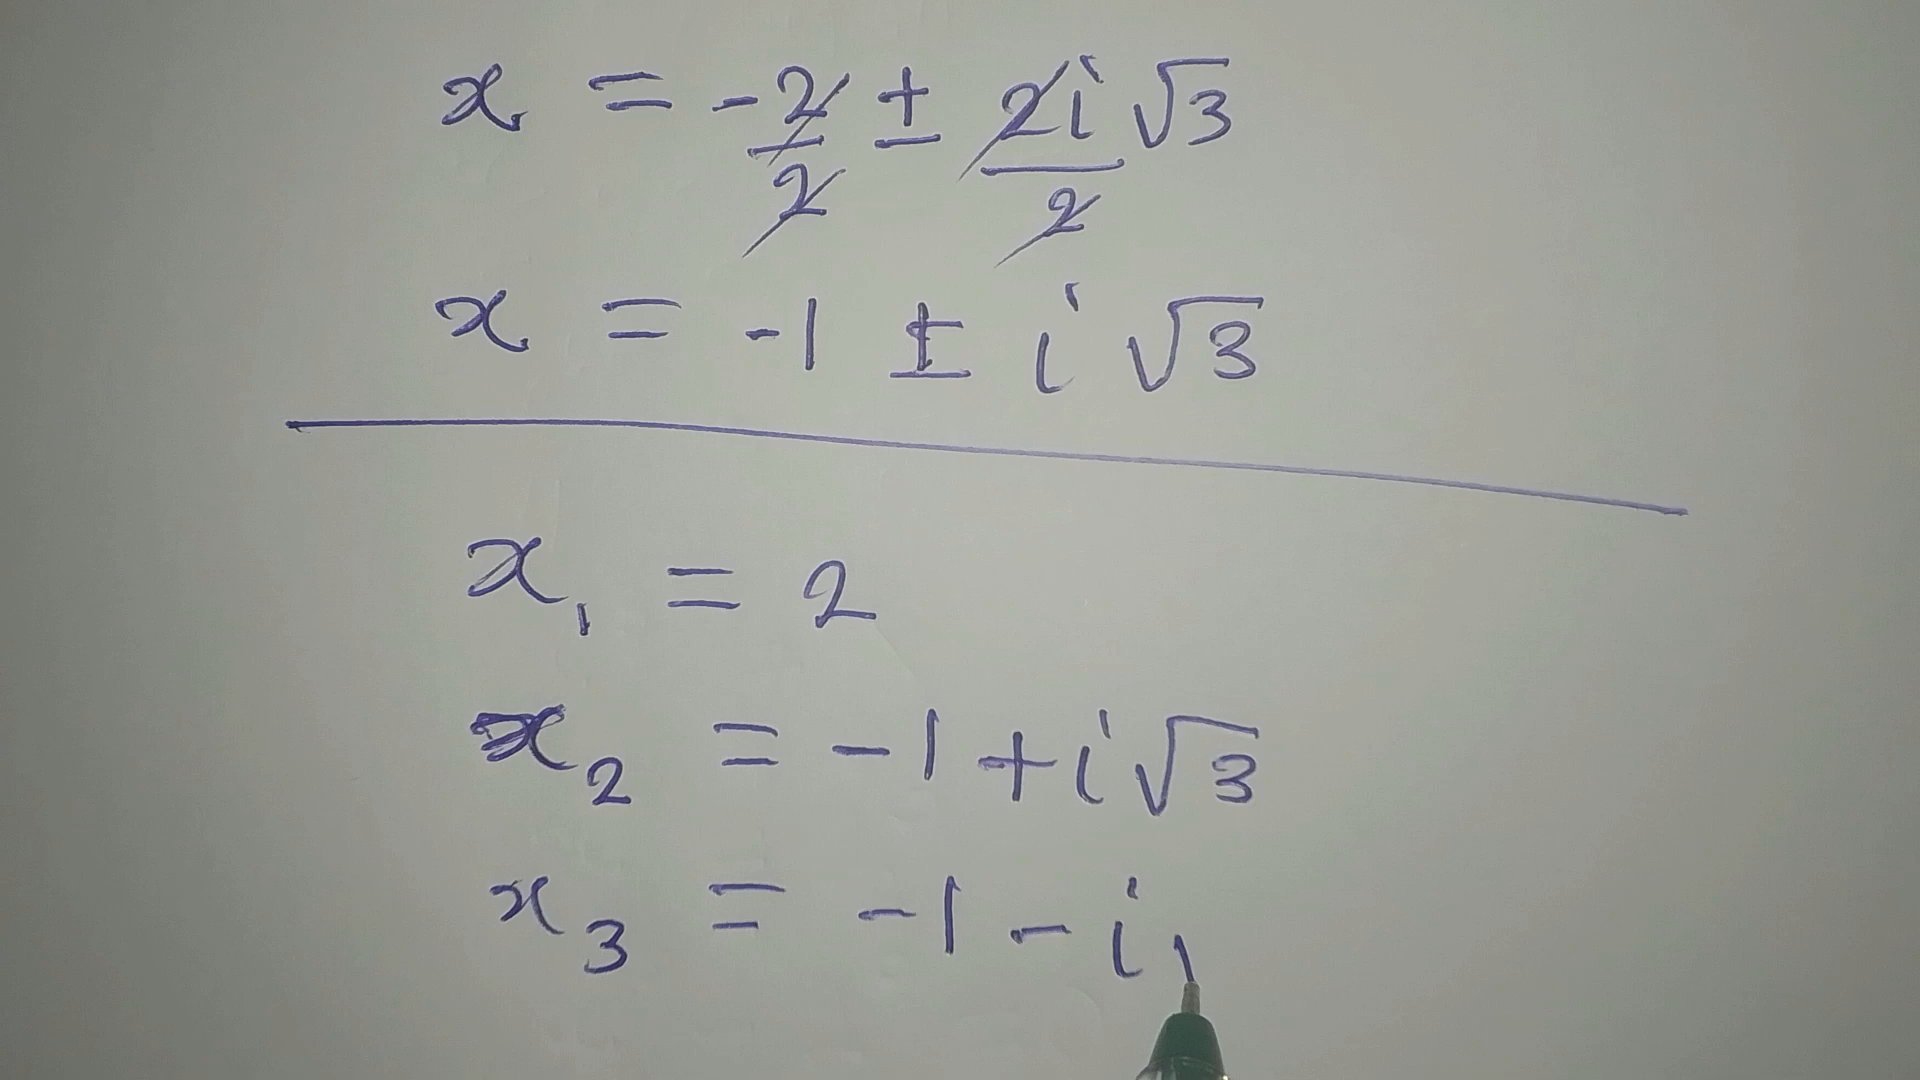 x = -2/2 ± 2i√3/2
x = -1 ± i√3
x₁ = 2
x₂ = -1 + i√3
x₃ = -1 - i